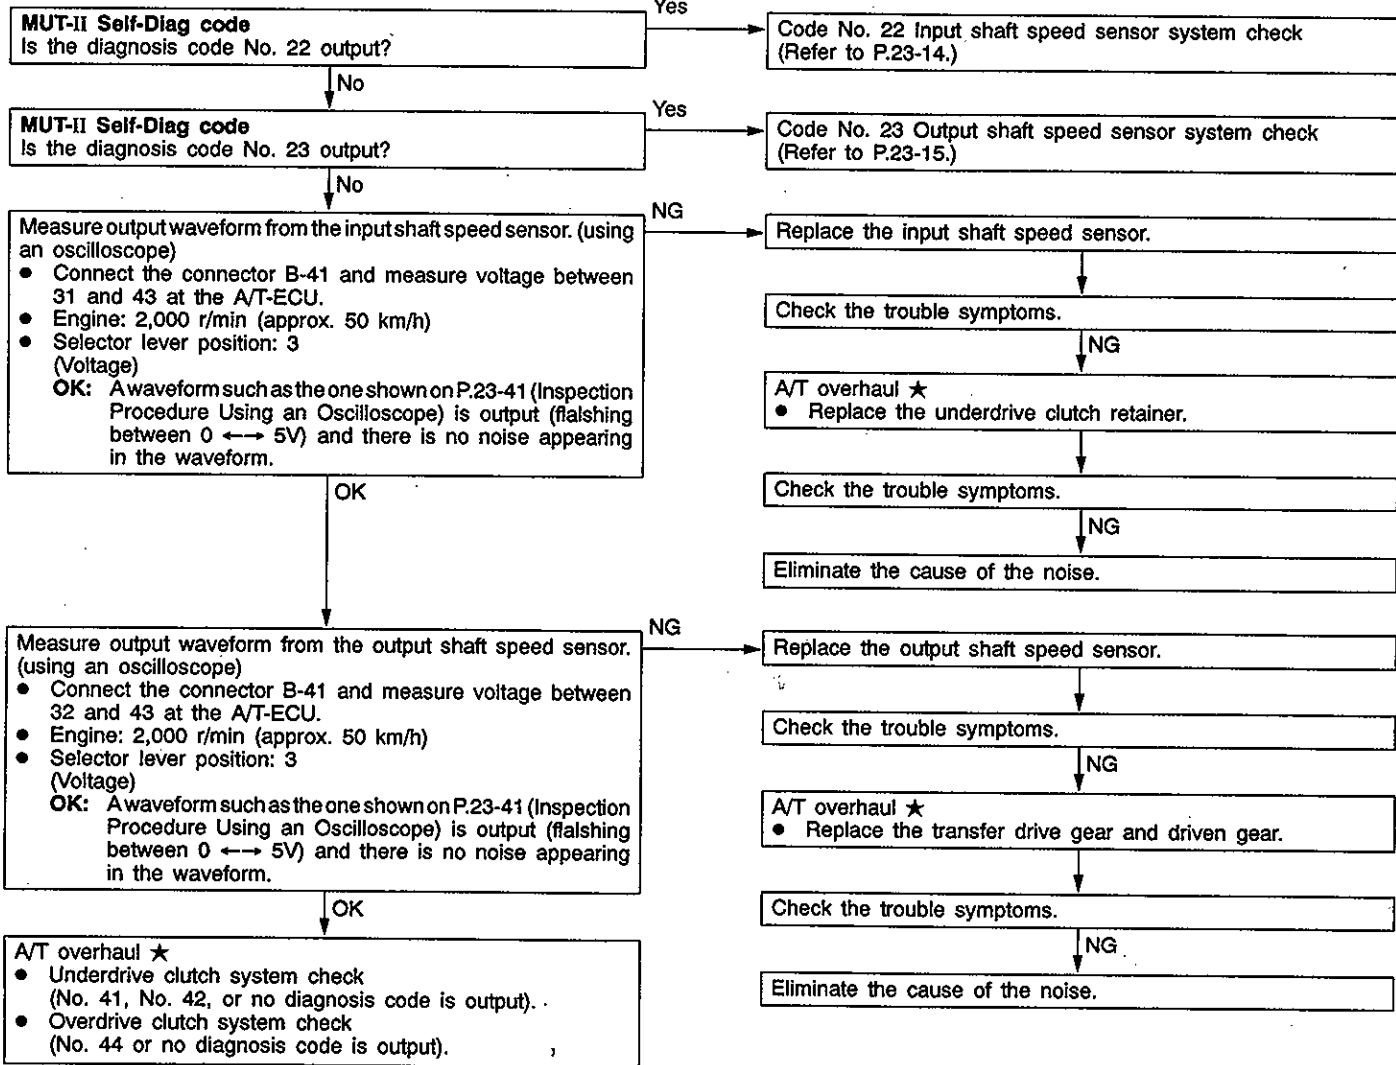 Yes
MUT-II Self-Diag code
Is the diagnosis code No. 22 output?
Code No. 22 Input shaft speed sensor system check
(Refer to P.23-14.)
No
Yes
MUT-II Self-Diag code
Is the diagnosis code No. 23 output?
Code No. 23 Output shaft speed sensor system check
(Refer to P.23-15.)
No
NG
Measure output waveform from the input shaft speed sensor. (using
an oscilloscope)
● Connect the connector B-41 and measure voltage between
31 and 43 at the A/T-ECU.
● Engine: 2,000 r/min (approx. 50 km/h)
● Selector lever position: 3
(Voltage)
OK: A waveform such as the one shown on P.23-41 (Inspection
Procedure Using an Oscilloscope) is output (flalshing
between 0 ←→ 5V) and there is no noise appearing
in the waveform.
Replace the input shaft speed sensor.
Check the trouble symptoms.
NG
A/T overhaul ★
● Replace the underdrive clutch retainer.
Check the trouble symptoms.
NG
Eliminate the cause of the noise.
OK
NG
Measure output waveform from the output shaft speed sensor.
(using an oscilloscope)
● Connect the connector B-41 and measure voltage between
32 and 43 at the A/T-ECU.
● Engine: 2,000 r/min (approx. 50 km/h)
● Selector lever position: 3
(Voltage)
OK: A waveform such as the one shown on P.23-41 (Inspection
Procedure Using an Oscilloscope) is output (flalshing
between 0 ←→ 5V) and there is no noise appearing
in the waveform.
Replace the output shaft speed sensor.
Check the trouble symptoms.
NG
A/T overhaul ★
● Replace the transfer drive gear and driven gear.
Check the trouble symptoms.
NG
Eliminate the cause of the noise.
OK
A/T overhaul ★
● Underdrive clutch system check
(No. 41, No. 42, or no diagnosis code is output).
● Overdrive clutch system check
(No. 44 or no diagnosis code is output).